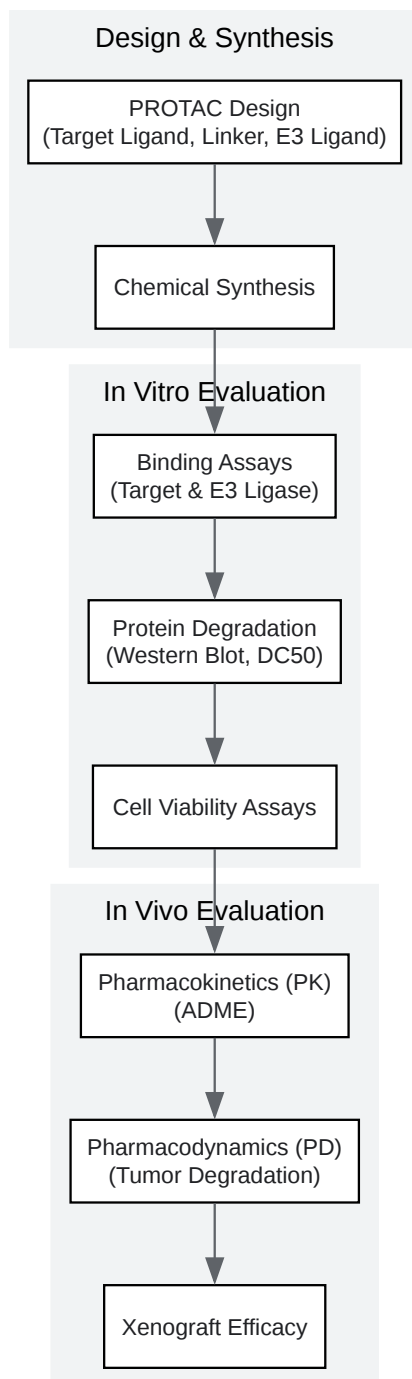 Design & Synthesis
PROTAC Design
(Target Ligand, Linker, E3 Ligand)
Chemical Synthesis
In Vitro Evaluation
Binding Assays
(Target & E3 Ligase)
Protein Degradation
(Western Blot, DC50)
Cell Viability Assays
In Vivo Evaluation
Pharmacokinetics (PK)
(ADME)
Pharmacodynamics (PD)
(Tumor Degradation)
Xenograft Efficacy